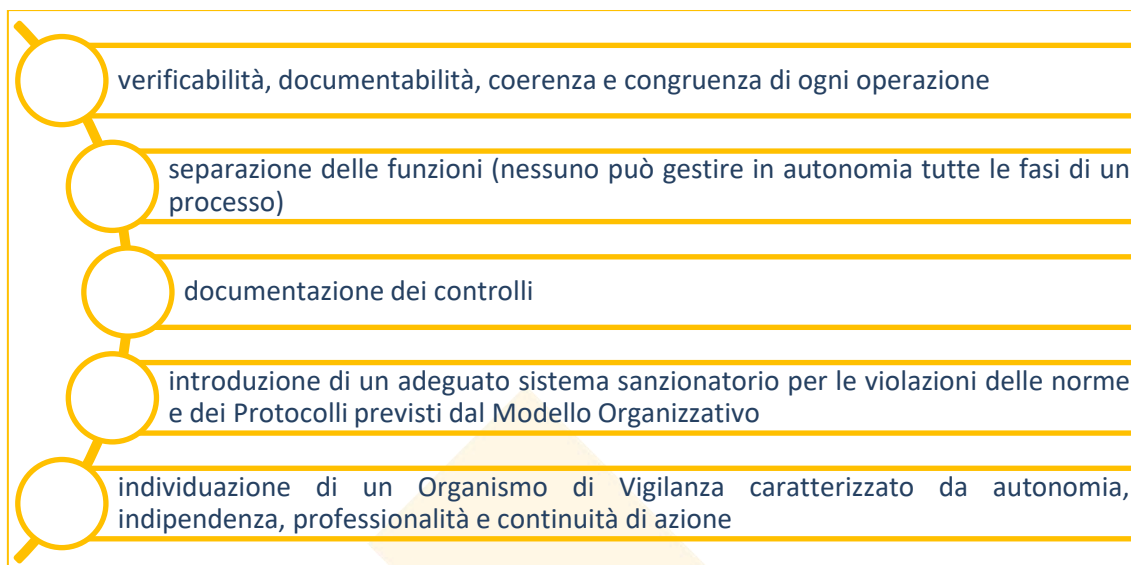 verificabilità, documentabilità, coerenza e congruenza di ogni operazione
separazione delle funzioni (nessuno può gestire in autonomia tutte le fasi di un
processo)
documentazione dei controlli
introduzione di un adeguato sistema sanzionatorio per le violazioni delle norme
e dei Protocolli previsti dal Modello Organizzativo
individuazione di un Organismo di Vigilanza caratterizzato da autonomia,
indipendenza, professionalità e continuità di azione